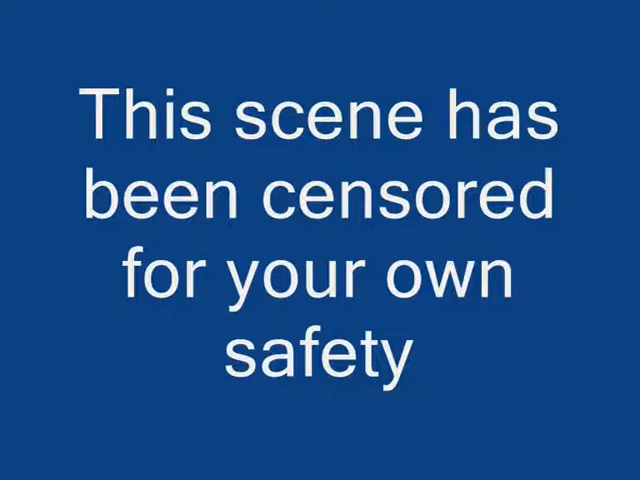 This scene has
been censored
for your own
safety